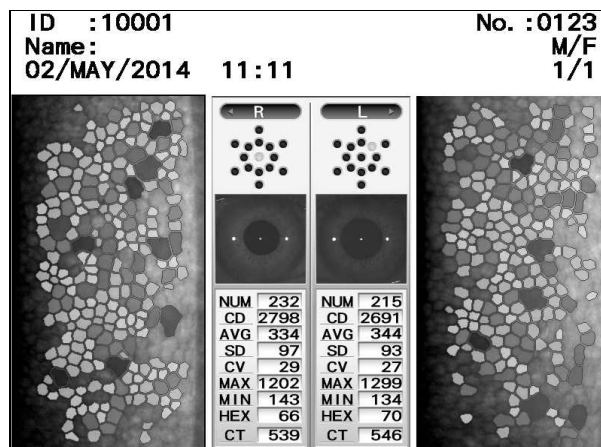 ID :10001 No. :0123
Name: M/F
02/MAY/2014 11:11 1/1
R L
NUM 232 NUM 215
CD 2798 CD 2691
AVG 334 AVG 344
SD 97 SD 93
CV 29 CV 27
MAX 1202 MAX 1299
MIN 143 MIN 134
HEX 66 HEX 70
CT 539 CT 546